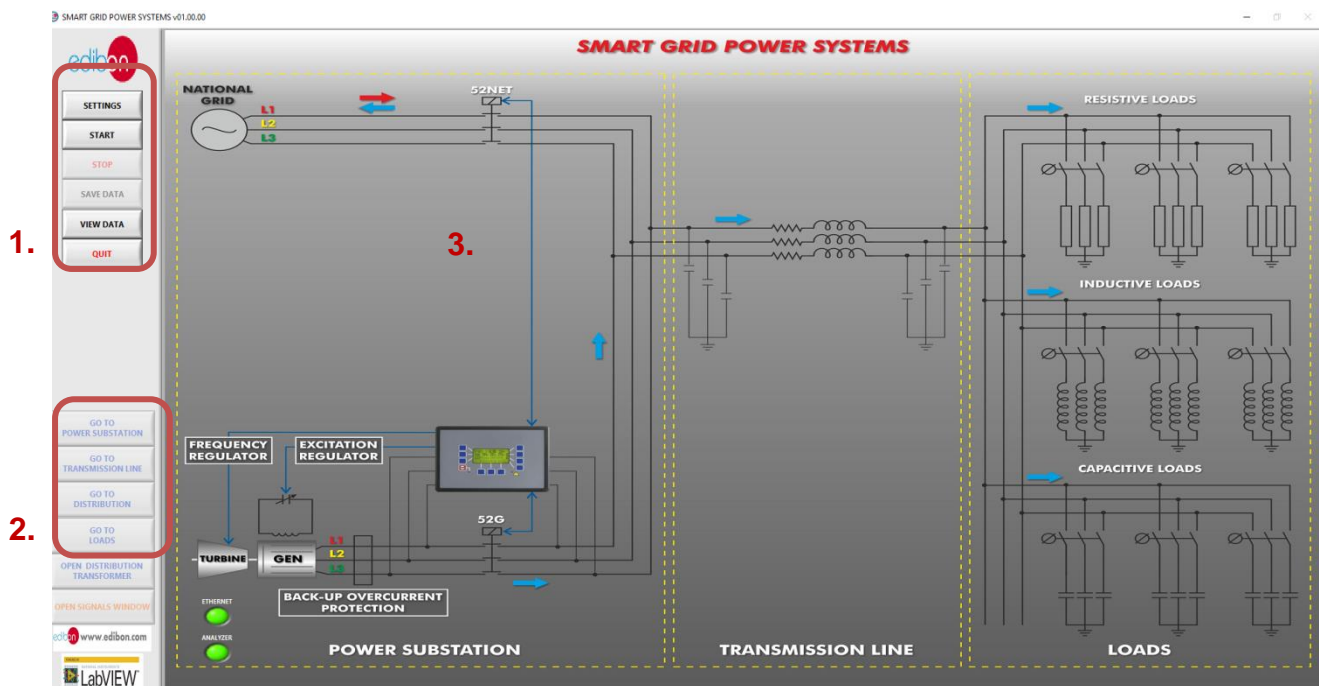 SMART GRID POWER SYSTEMS v01.00.00
edibon
SETTINGS
START
STOP
SAVE DATA
VIEW DATA
QUIT
1.
GO TO
POWER SUBSTATION
GO TO
TRANSMISSION LINE
GO TO
DISTRIBUTION
GO TO
LOADS
2.
OPEN DISTRIBUTION
TRANSFORMER
OPEN SIGNALS WINDOW
edibon www.edibon.com
LabVIEW
SMART GRID POWER SYSTEMS
NATIONAL
GRID
L1
L2
L3
52NET
3.
FREQUENCY
REGULATOR
EXCITATION
REGULATOR
52G
TURBINE
GEN
L1
L2
L3
BACK-UP OVERCURRENT
PROTECTION
ETHERNET
ANALYZER
POWER SUBSTATION
TRANSMISSION LINE
RESISTIVE LOADS
INDUCTIVE LOADS
CAPACITIVE LOADS
LOADS